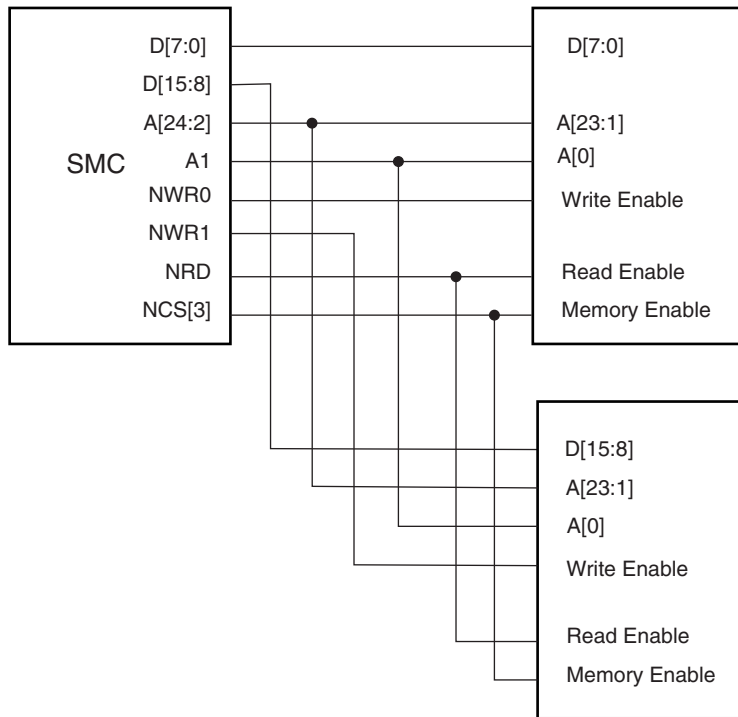 D[7:0]
D[15:8]
A[24:2]
SMC
A1
NWR0
NWR1
NRD
NCS[3]
D[7:0]
A[23:1]
A[0]
Write Enable
Read Enable
Memory Enable
D[15:8]
A[23:1]
A[0]
Write Enable
Read Enable
Memory Enable